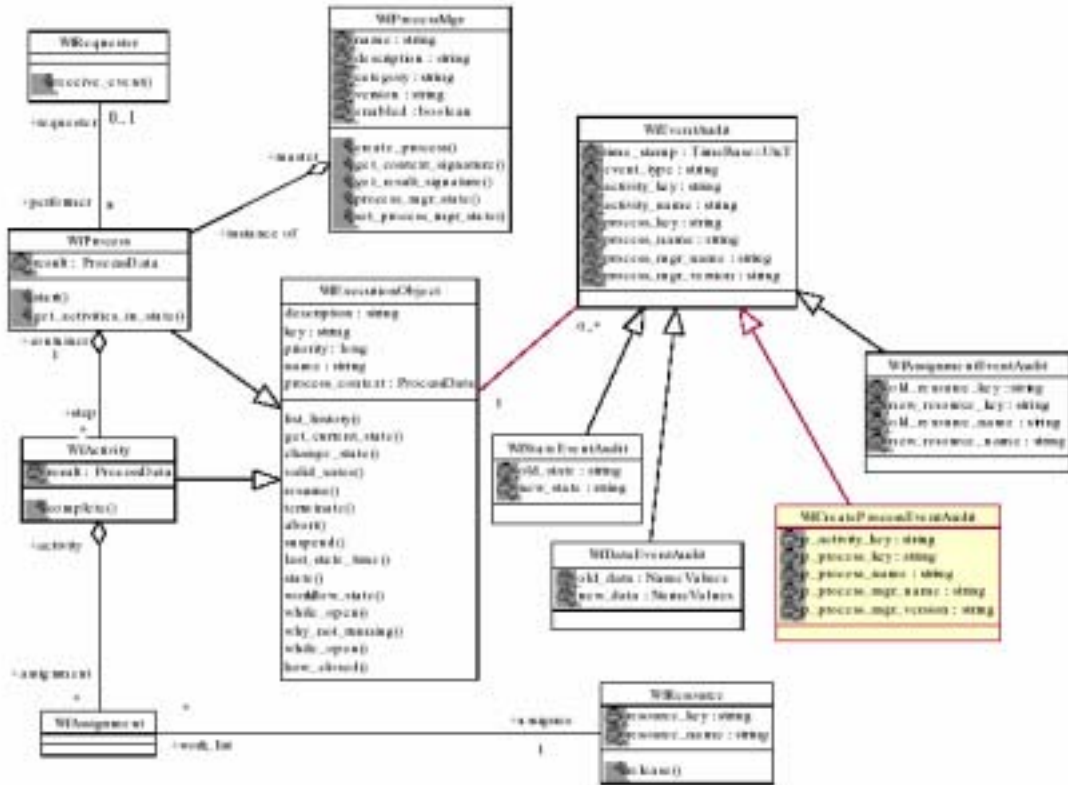 WfRequester
receive_event()
+requester 0..1
+performer n
WfProcess
result : ProcessData
start()
get_activities_in_state()
+container
1
+step
*
WfActivity
result : ProcessData
complete()
+activity
+assignment
*
WfAssignment
*
+work_list
WfProcessMgr
name : string
description : string
category : string
version : string
enabled : boolean
create_process()
get_context_signature()
get_result_signature()
process_mgr_state()
set_process_mgr_state()
+master
+instance of
WfExecutionObject
description : string
key : string
priority : long
name : string
process_context : ProcessData
list_history()
get_current_state()
change_state()
valid_states()
resume()
terminate()
abort()
suspend()
last_state_time()
state()
workflow_state()
while_open()
why_not_running()
while_open()
how_closed()
0..*
1
WfEventAudit
time_stamp : TimeBase::UtcT
event_type : string
activity_key : string
activity_name : string
process_key : string
process_name : string
process_mgr_name : string
process_mgr_version : string
WfStateEventAudit
old_state : string
new_state : string
WfDataEventAudit
old_data : NameValues
new_data : NameValues
WfAssignmentEventAudit
old_resource_key : string
new_resource_key : string
old_resource_name : string
new_resource_name : string
WfCreateProcessEventAudit
p_activity_key : string
p_process_key : string
p_process_name : string
p_process_mgr_name : string
p_process_mgr_version : string
+assignee
1
WfResource
resource_key : string
resource_name : string
release()